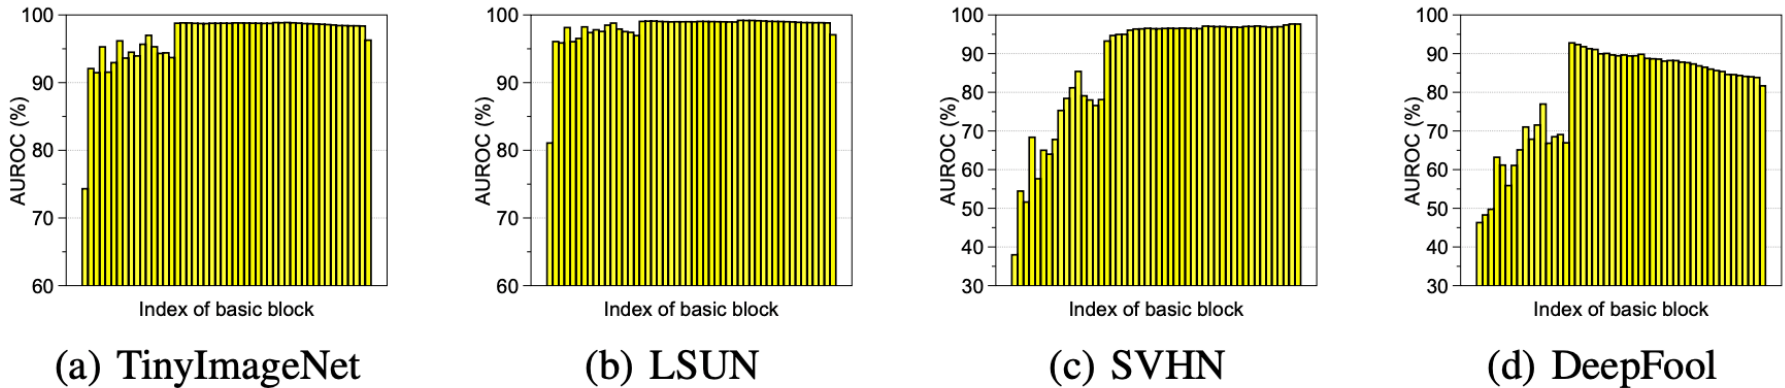 100
90
80
70
60
AUROC (%)
Index of basic block
(a) TinyImageNet
100
90
80
70
60
AUROC (%)
Index of basic block
(b) LSUN
100
90
80
70
60
50
40
30
AUROC (%)
Index of basic block
(c) SVHN
100
90
80
70
60
50
40
30
AUROC (%)
Index of basic block
(d) DeepFool